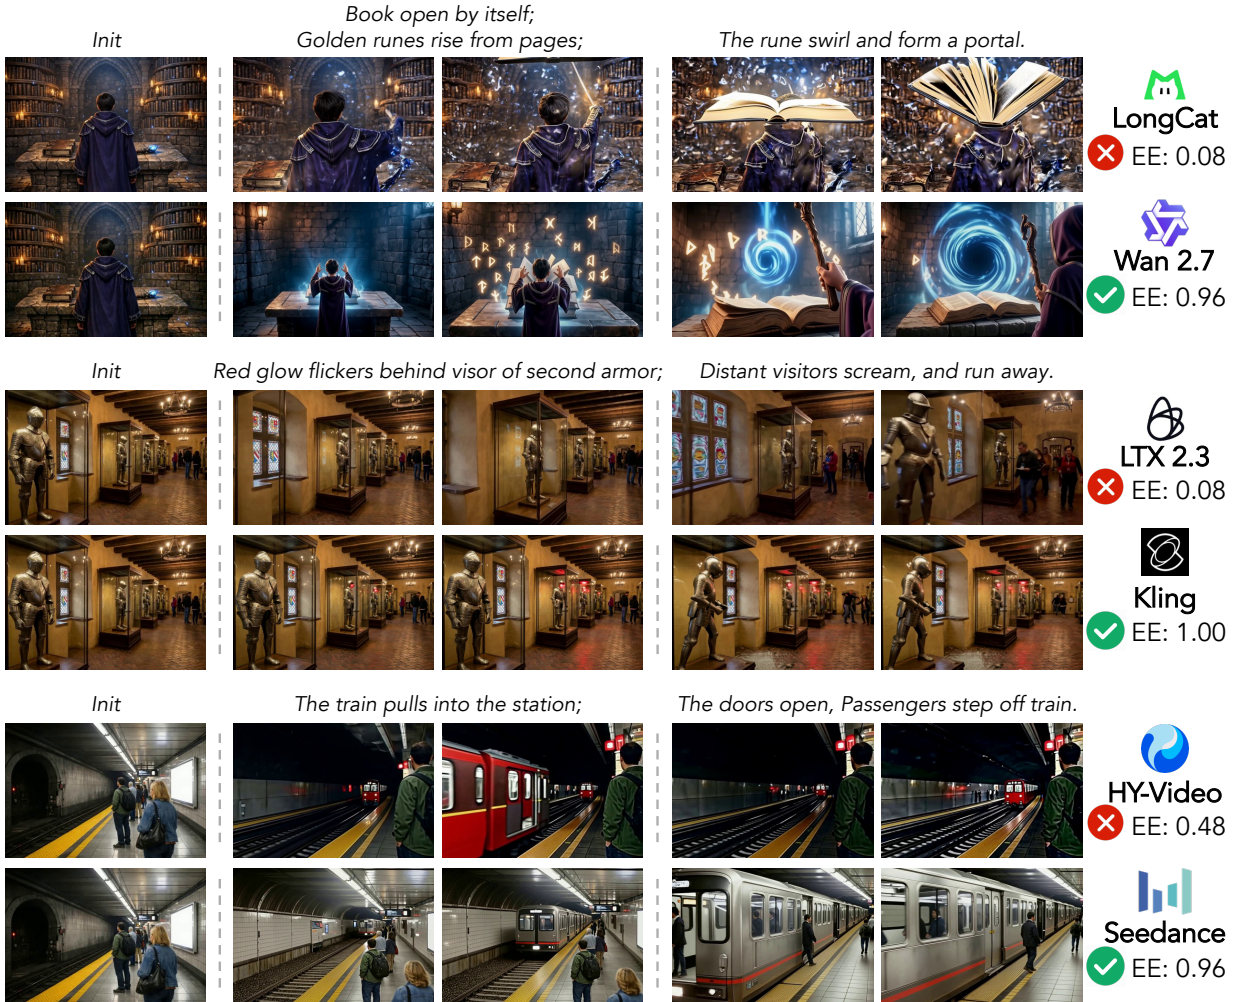 Book open by itself;
Init
Golden runes rise from pages;
The rune swirl and form a portal.
LongCat
EE: 0.08
Wan 2.7
EE: 0.96
Init
Red glow flickers behind visor of second armor;
Distant visitors scream, and run away.
LTX 2.3
EE: 0.08
Kling
EE: 1.00
Init
The train pulls into the station;
The doors open, Passengers step off train.
HY-Video
EE: 0.48
Seedance
EE: 0.96